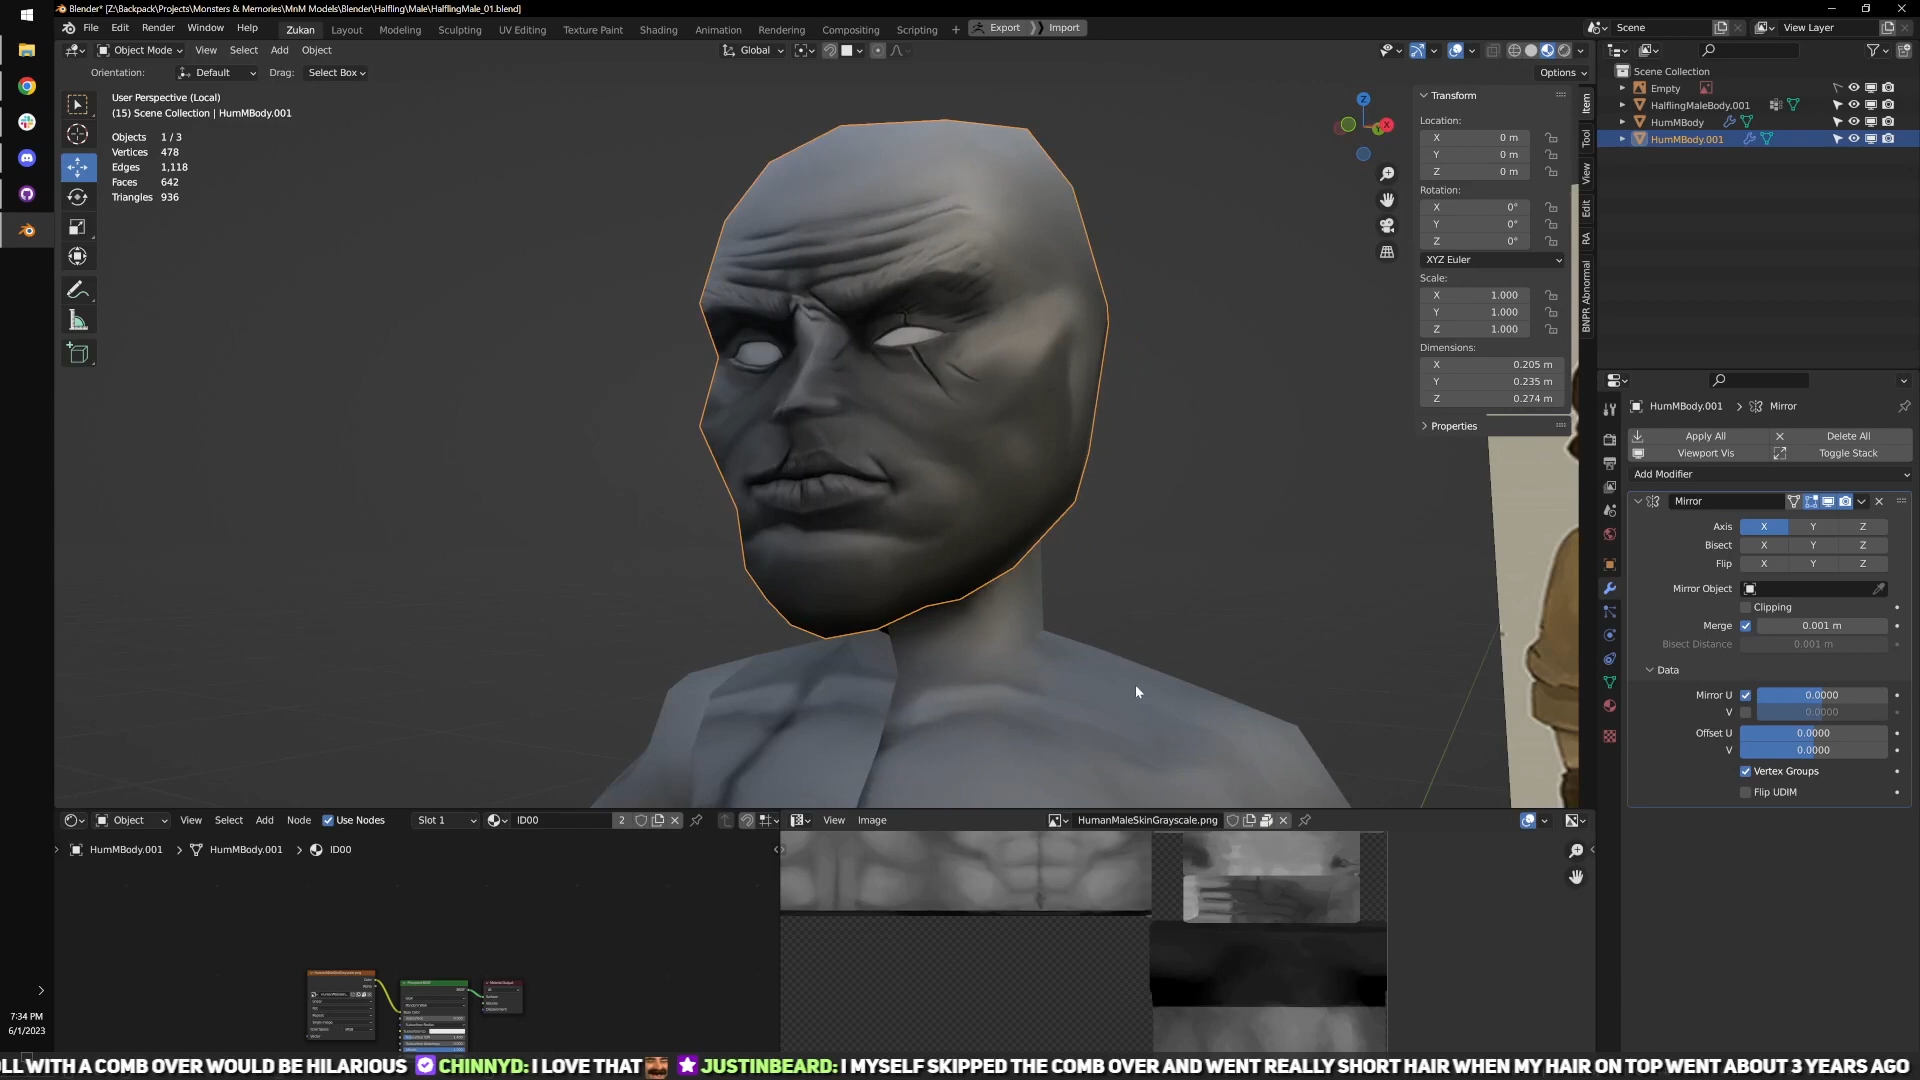 Blender* [Z:\Backpack\Projects\Monsters & Memories\MnM Models\Blender\Halfling\Male\HalflingMale_01.blend]
File Edit Render Window Help Zukan Layout Modeling Sculpting UV Editing Texture Paint Shading Animation Rendering Compositing Scripting Export Import Scene View Layer
Object Mode View Select Add Object Global
Orientation: Default Drag: Select Box Options
User Perspective (Local)
(15) Scene Collection | HumMBody.001
Objects 1 / 3
Vertices 478
Edges 1,118
Faces 642
Triangles 936
Transform
Location:
X 0 m
Y 0 m
Z 0 m
Rotation:
X 0°
Y 0°
Z 0°
XYZ Euler
Scale:
X 1.000
Y 1.000
Z 1.000
Dimensions:
X 0.205 m
Y 0.235 m
Z 0.274 m
Properties
Item
Tool
View
Edit
RA
BNPR Abnormal
Z
X
Y
Scene Collection
Empty
HalflingMaleBody.001
HumMBody
HumMBody.001
HumMBody.001 Mirror
Apply All Delete All
Viewport Vis Toggle Stack
Add Modifier
Mirror
Axis X Y Z
Bisect X Y Z
Flip X Y Z
Mirror Object
Clipping
Merge 0.001 m
Bisect Distance 0.001 m
Data
Mirror U 0.0000
V 0.0000
Offset U 0.0000
V 0.0000
Vertex Groups
Flip UDIM
Object View Select Add Node Use Nodes Slot 1 ID00 2
HumMBody.001 HumMBody.001 ID00
View Image HumanMaleSkinGrayscale.png
7:34 PM
6/1/2023
OLL WITH A COMB OVER WOULD BE HILARIOUS CHINNYD: I LOVE THAT JUSTINBEARD: I MYSELF SKIPPED THE COMB OVER AND WENT REALLY SHORT HAIR WHEN MY HAIR ON TOP WENT ABOUT 3 YEARS AGO